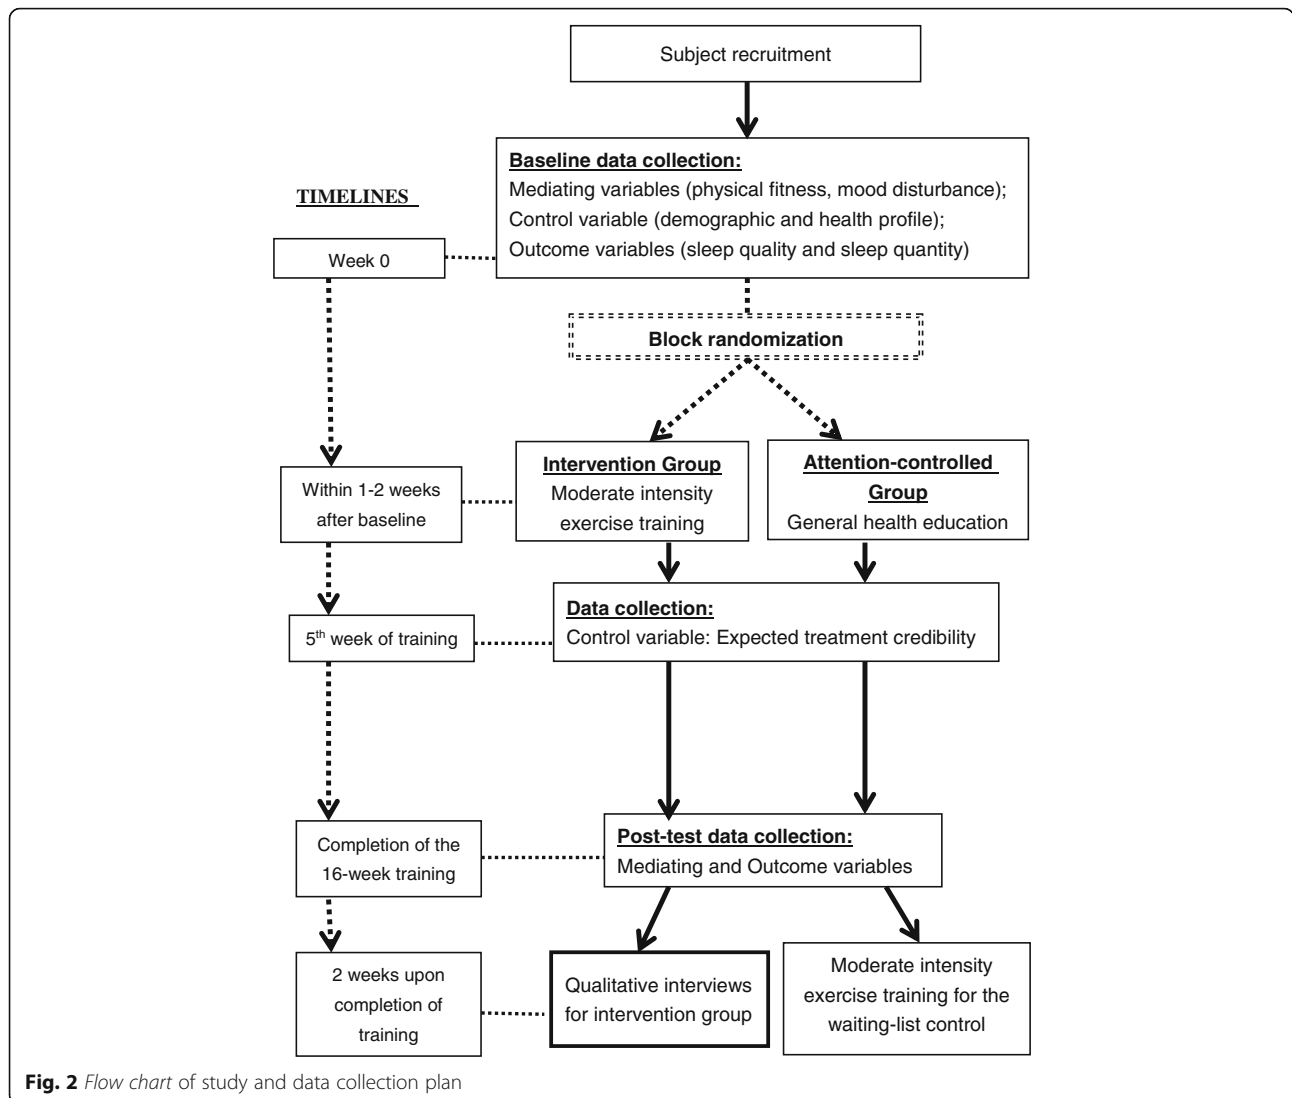 Subject recruitment
Baseline data collection:
Mediating variables (physical fitness, mood disturbance);
Control variable (demographic and health profile);
Outcome variables (sleep quality and sleep quantity)
TIMELINES
Week 0
Block randomization
Intervention Group
Moderate intensity
exercise training
Attention-controlled
Group
General health education
Within 1-2 weeks
after baseline
Data collection:
Control variable: Expected treatment credibility
5th week of training
Post-test data collection:
Mediating and Outcome variables
Completion of the
16-week training
2 weeks upon
completion of
training
Qualitative interviews
for intervention group
Moderate intensity
exercise training for the
waiting-list control
Fig. 2 Flow chart of study and data collection plan